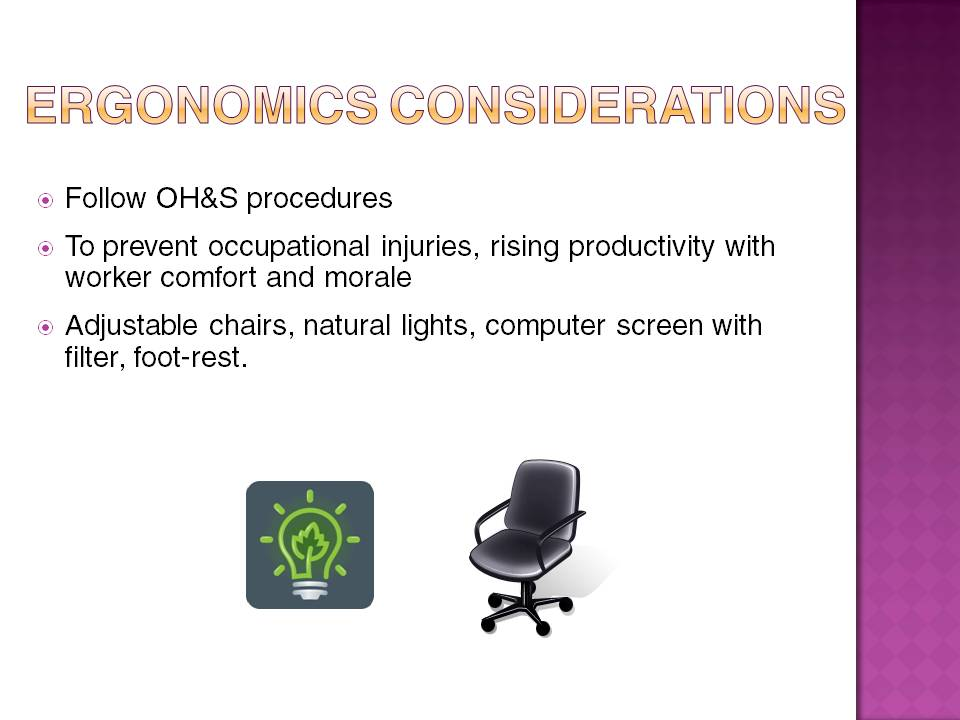 ERGONOMICS CONSIDERATIONS
Follow OH&S procedures
To prevent occupational injuries, rising productivity with
worker comfort and morale
Adjustable chairs, natural lights, computer screen with
filter, foot-rest.